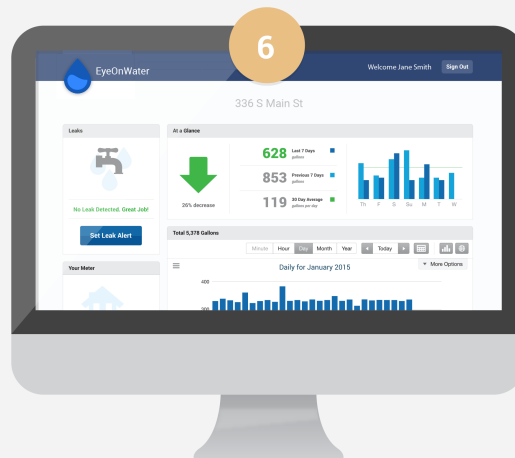 6
EyeOnWater
Welcome Jane Smith
Sign Out
336 S Main St
Leaks
No Leak Detected. Great Job!
Set Leak Alert
Your Meter
At a Glance
26% decrease
628 Last 7 Days
gallons
853 Previous 7 Days
gallons
119 30 Day Average
gallons per day
Th F S Su M T W
Total 5,378 Gallons
Minute Hour Day Month Year Today
More Options
Daily for January 2015
400
300